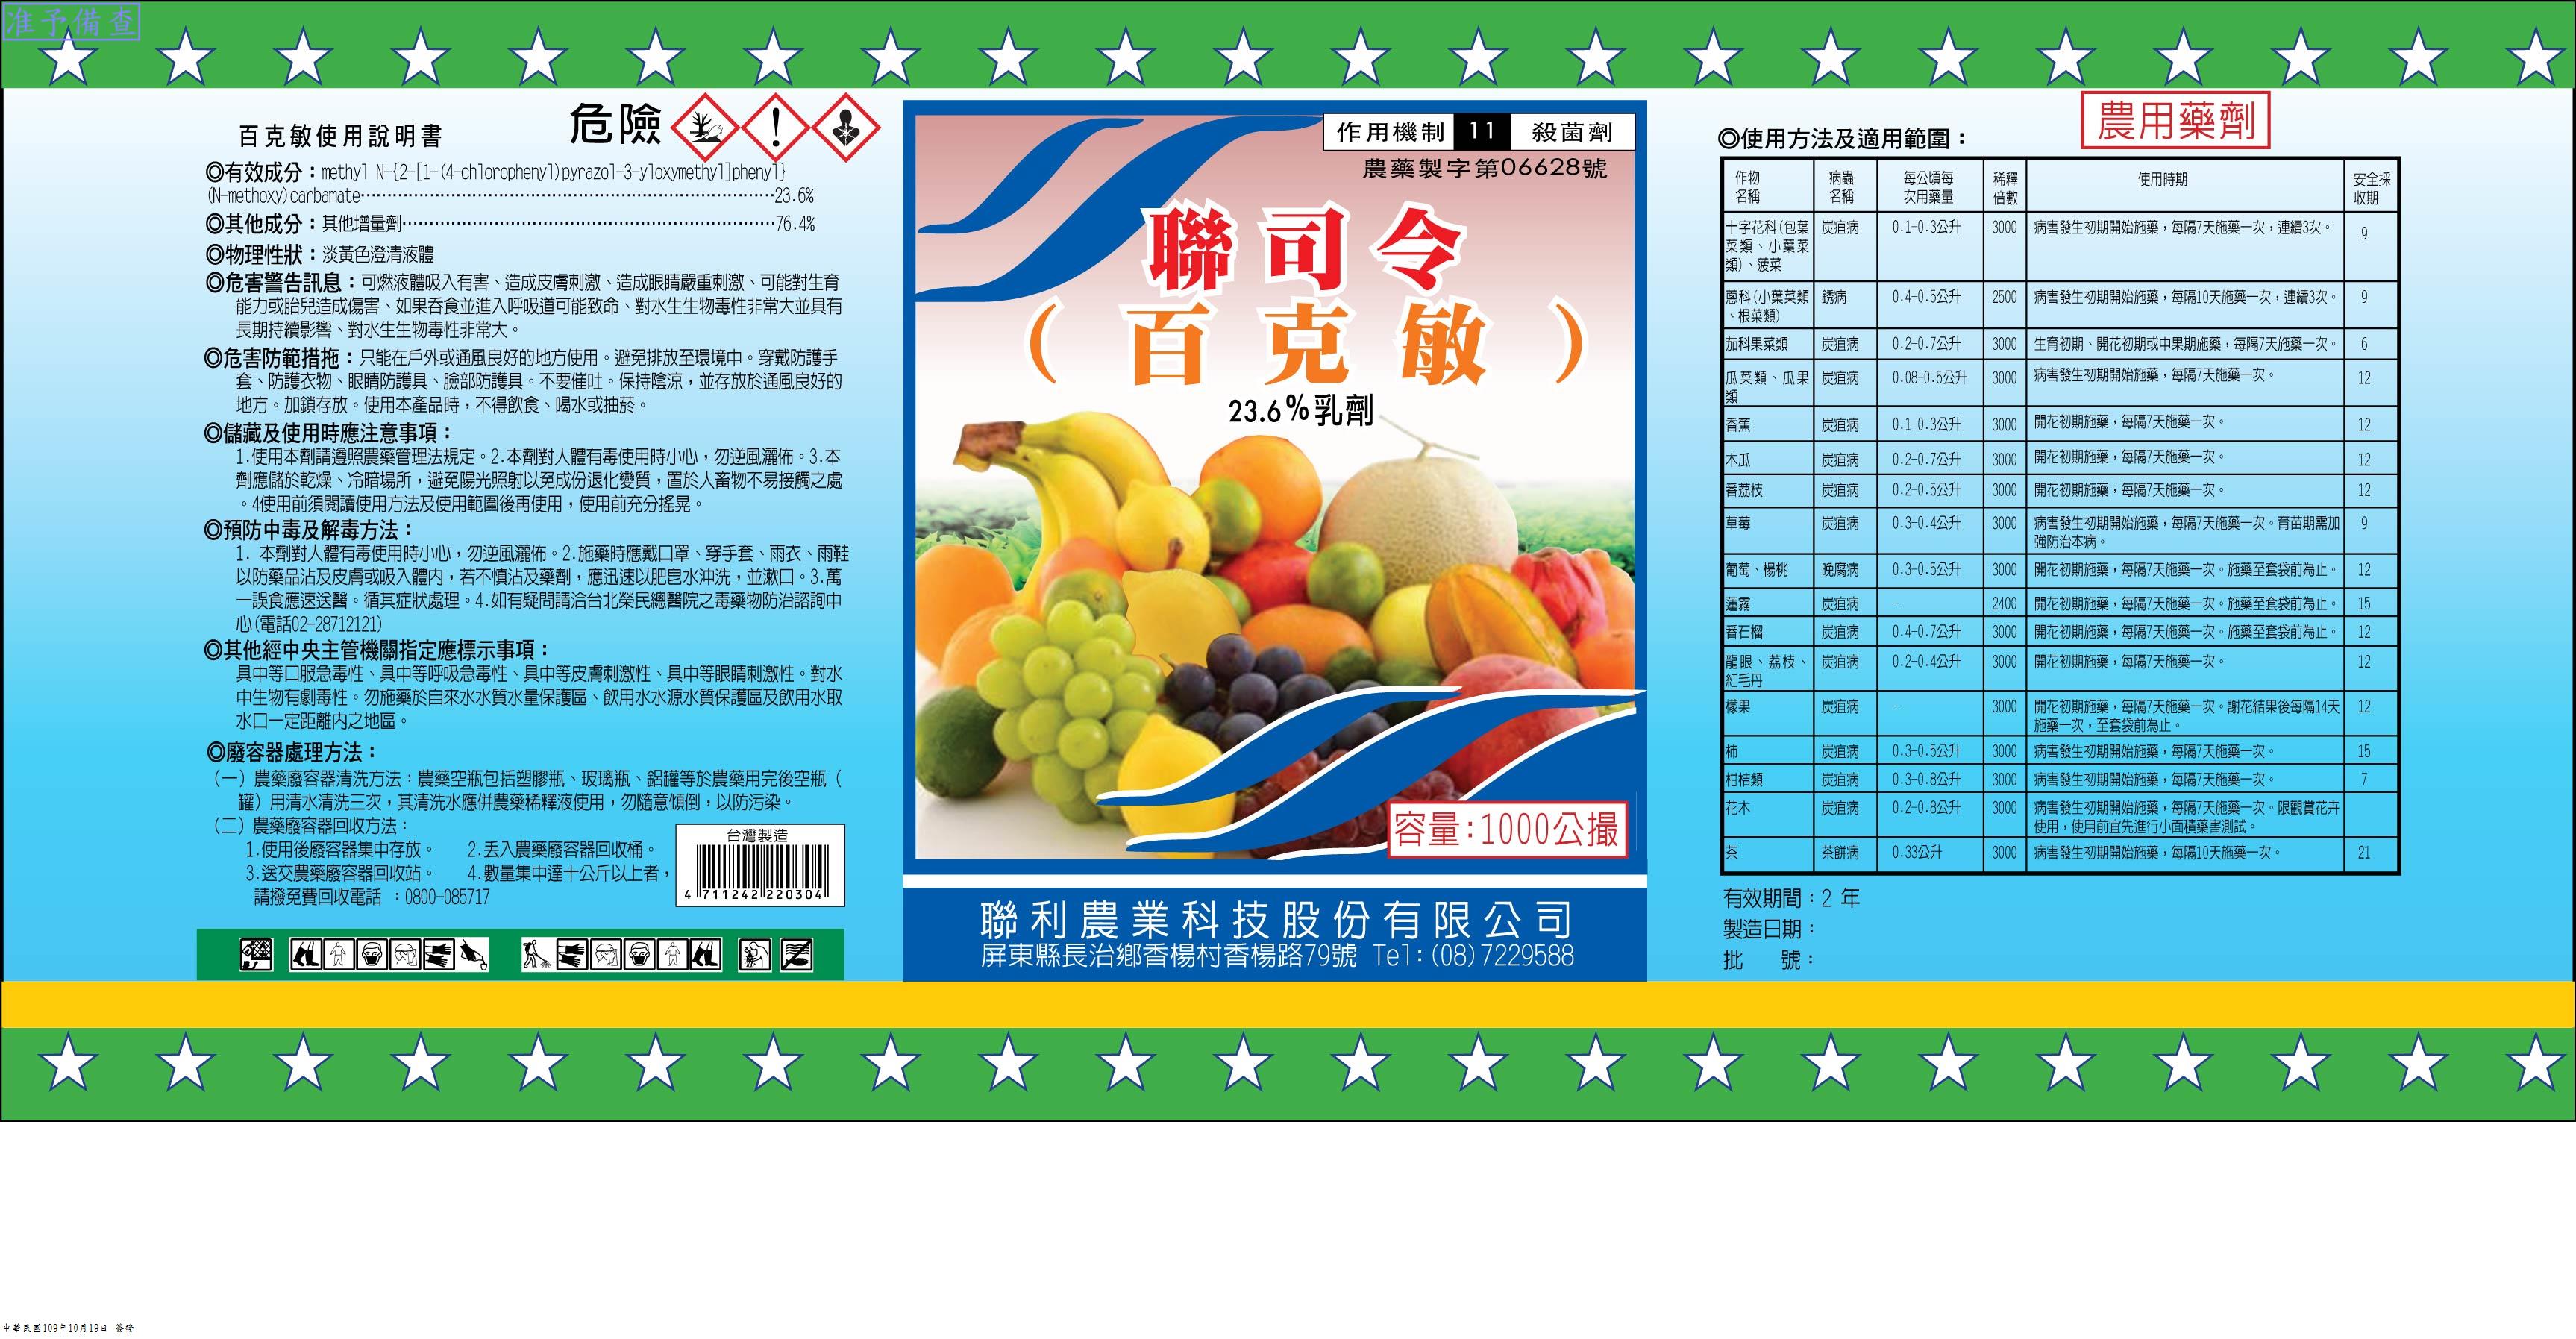 准予備查
百克敏使用說明書
危險
◎有效成分：methyl N-{2-[1-(4-chlorophenyl)pyrazol-3-yloxymethyl]phenyl}
(N-methoxy)carbamate⋯⋯⋯⋯⋯⋯⋯⋯⋯⋯⋯⋯23.6%
◎其他成分：其他增量劑⋯⋯⋯⋯⋯⋯⋯⋯⋯⋯⋯⋯76.4%
◎物理性狀：淡黃色澄清液體
◎危害警告訊息：可燃液體吸入有害、造成皮膚刺激、造成眼睛嚴重刺激、可能對生育
能力或胎兒造成傷害、如果吞食並進入呼吸道可能致命、對水生生物毒性非常大並具有
長期持續影響、對水生生物毒性非常大。
◎危害防範措拖：只能在戶外或通風良好的地方使用。避免排放至環境中。穿戴防護手
套、防護衣物、眼睛防護具、臉部防護具。不要催吐。保持陰涼，並存放於通風良好的
地方。加鎖存放。使用本產品時，不得飲食、喝水或抽菸。
◎儲藏及使用時應注意事項：
1.使用本劑請遵照農藥管理法規定。2.本劑對人體有毒使用時小心，勿逆風灑佈。3.本
劑應儲於乾燥、冷暗場所，避免陽光照射以免成份退化變質，置於人畜物不易接觸之處
。4使用前須閱讀使用方法及使用範圍後再使用，使用前充分搖晃。
◎預防中毒及解毒方法：
1. 本劑對人體有毒使用時小心，勿逆風灑佈。2.施藥時應戴口罩、穿手套、雨衣、雨鞋
以防藥品沾及皮膚或吸入體內，若不慎沾及藥劑，應迅速以肥皂水沖洗，並漱口。3.萬
一誤食應速送醫。循其症狀處理。4.如有疑問請洽台北榮民總醫院之毒藥物防治諮詢中
心(電話02-28712121)
◎其他經中央主管機關指定應標示事項：
具中等口服急毒性、具中等呼吸急毒性、具中等皮膚刺激性、具中等眼睛刺激性。對水
中生物有劇毒性。勿施藥於自來水水質水量保護區、飲用水水源水質保護區及飲用水取
水口一定距離內之地區。
◎廢容器處理方法：
（一）農藥廢容器清洗方法：農藥空瓶包括塑膠瓶、玻璃瓶、鋁罐等於農藥用完後空瓶（
罐）用清水清洗三次，其清洗水應併農藥稀釋液使用，勿隨意傾倒，以防污染。
（二）農藥廢容器回收方法：
1.使用後廢容器集中存放。 2.丟入農藥廢容器回收桶。
3.送交農藥廢容器回收站。 4.數量集中達十公斤以上者，
請撥免費回收電話 ：0800-085717
台灣製造
4 711242 220304
作用機制 11 殺菌劑
農藥製字第06628號
聯司令
（百克敏）
23.6%乳劑
容量:1000公撮
聯利農業科技股份有限公司
屏東縣長治鄉香楊村香楊路79號 Tel:(08)7229588
農用藥劑
◎使用方法及適用範圍：
作物名稱 病蟲名稱 每公頃每次用藥量 稀釋倍數 使用時期 安全採收期
十字花科(包葉 炭疽病 0.1-0.3公升 3000 病害發生初期開始施藥，每隔7天施藥一次，連續3次。 9
菜類、小葉菜
類)、菠菜
蔥科(小葉菜類 銹病 0.4-0.5公升 2500 病害發生初期開始施藥，每隔10天施藥一次，連續3次。 9
、根菜類)
茄科果菜類 炭疽病 0.2-0.7公升 3000 生育初期、開花初期或中果期施藥，每隔7天施藥一次。 6
瓜菜類、瓜果 炭疽病 0.08-0.5公升 3000 病害發生初期開始施藥，每隔7天施藥一次。 12
類
香蕉 炭疽病 0.1-0.3公升 3000 開花初期施藥，每隔7天施藥一次。 12
木瓜 炭疽病 0.2-0.7公升 3000 開花初期施藥，每隔7天施藥一次。 12
番荔枝 炭疽病 0.2-0.5公升 3000 開花初期施藥，每隔7天施藥一次。 12
草莓 炭疽病 0.3-0.4公升 3000 病害發生初期開始施藥，每隔7天施藥一次。育苗期需加 9
強防治本病。
葡萄、楊桃 晚腐病 0.3-0.5公升 3000 開花初期施藥，每隔7天施藥一次。施藥至套袋前為止。 12
蓮霧 炭疽病 - 2400 開花初期施藥，每隔7天施藥一次。施藥至套袋前為止。 15
番石榴 炭疽病 0.4-0.7公升 3000 開花初期施藥，每隔7天施藥一次。施藥至套袋前為止。 12
龍眼、荔枝、 炭疽病 0.2-0.4公升 3000 開花初期施藥，每隔7天施藥一次。 12
紅毛丹
檬果 炭疽病 - 3000 開花初期施藥，每隔7天施藥一次。謝花結果後每隔14天 12
施藥一次，至套袋前為止。
柿 炭疽病 0.3-0.5公升 3000 病害發生初期開始施藥，每隔7天施藥一次。 15
柑桔類 炭疽病 0.3-0.8公升 3000 病害發生初期開始施藥，每隔7天施藥一次。 7
花木 炭疽病 0.2-0.8公升 3000 病害發生初期開始施藥，每隔7天施藥一次。限觀賞花卉
使用，使用前宜先進行小面積藥害測試。
茶 茶餅病 0.33公升 3000 病害發生初期開始施藥，每隔10天施藥一次。 21
有效期間：2 年
製造日期：
批 號：
中華民國109年10月19日 簽發